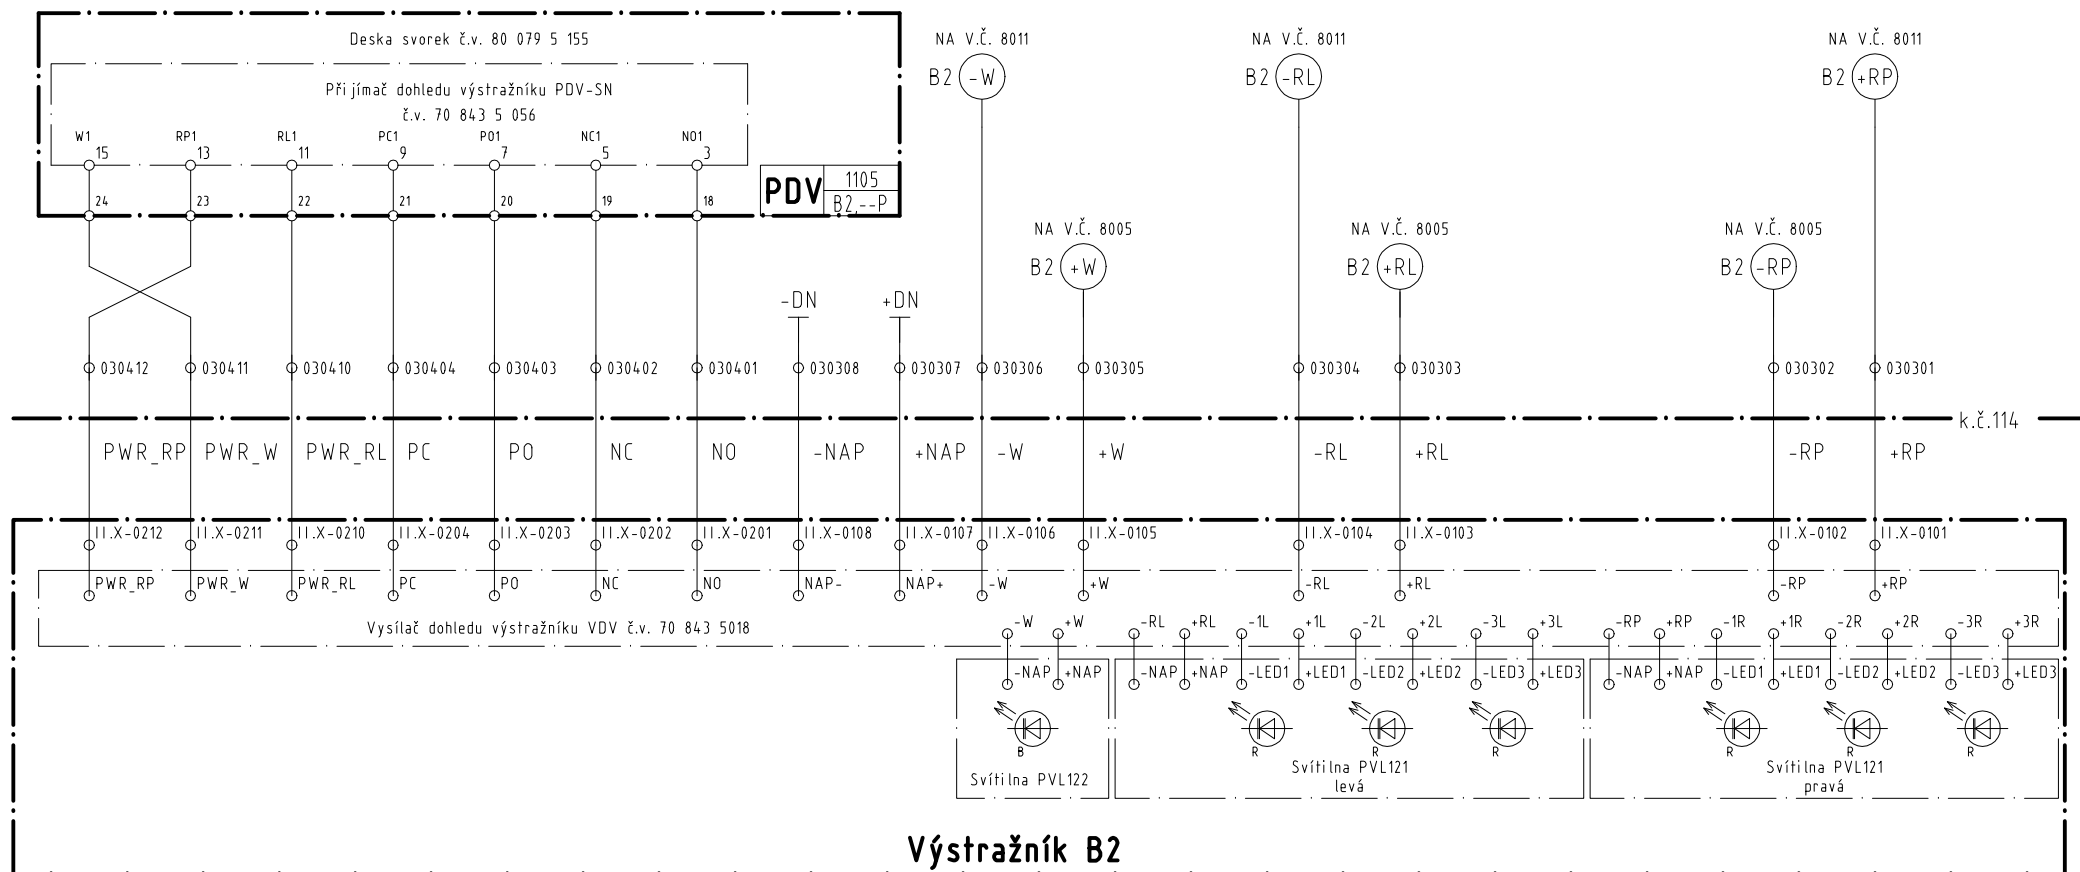 Deska svorek č.v. 80 079 5 155
Přijímač dohledu výstražníku PDV-SN
č.v. 70 843 5 056
W1 RP1 RL1 PC1 PO1 NC1 NO1
15 13 11 9 7 5 3
24 23 22 21 20 19 18
PDV 1105
B2,--P
NA V.Č. 8011 NA V.Č. 8011 NA V.Č. 8011
B2 -W B2 -RL B2 +RP
NA V.Č. 8005 NA V.Č. 8005 NA V.Č. 8005
B2 +W B2 +RL B2 -RP
-DN +DN
030412 030411 030410 030404 030403 030402 030401 030308 030307 030306 030305 030304 030303 030302 030301
k.č.114
PWR_RP PWR_W PWR_RL PC PO NC NO -NAP +NAP -W +W -RL +RL -RP +RP
II.X-0212 II.X-0211 II.X-0210 II.X-0204 II.X-0203 II.X-0202 II.X-0201 II.X-0108 II.X-0107 II.X-0106 II.X-0105 II.X-0104 II.X-0103 II.X-0102 II.X-0101
PWR_RP PWR_W PWR_RL PC PO NC NO NAP- NAP+ -W +W -RL +RL -RP +RP
Vysílač dohledu výstražníku VDV č.v. 70 843 5018
-W +W -RL +RL -1L +1L -2L +2L -3L +3L -RP +RP -1R +1R -2R +2R -3R +3R
-NAP +NAP -NAP +NAP -LED1 +LED1 -LED2 +LED2 -LED3 +LED3 -NAP +NAP -LED1 +LED1 -LED2 +LED2 -LED3 +LED3
B R R R R R R
Svítilna PVL122
Svítilna PVL121
levá
Svítilna PVL121
pravá
Výstražník B2